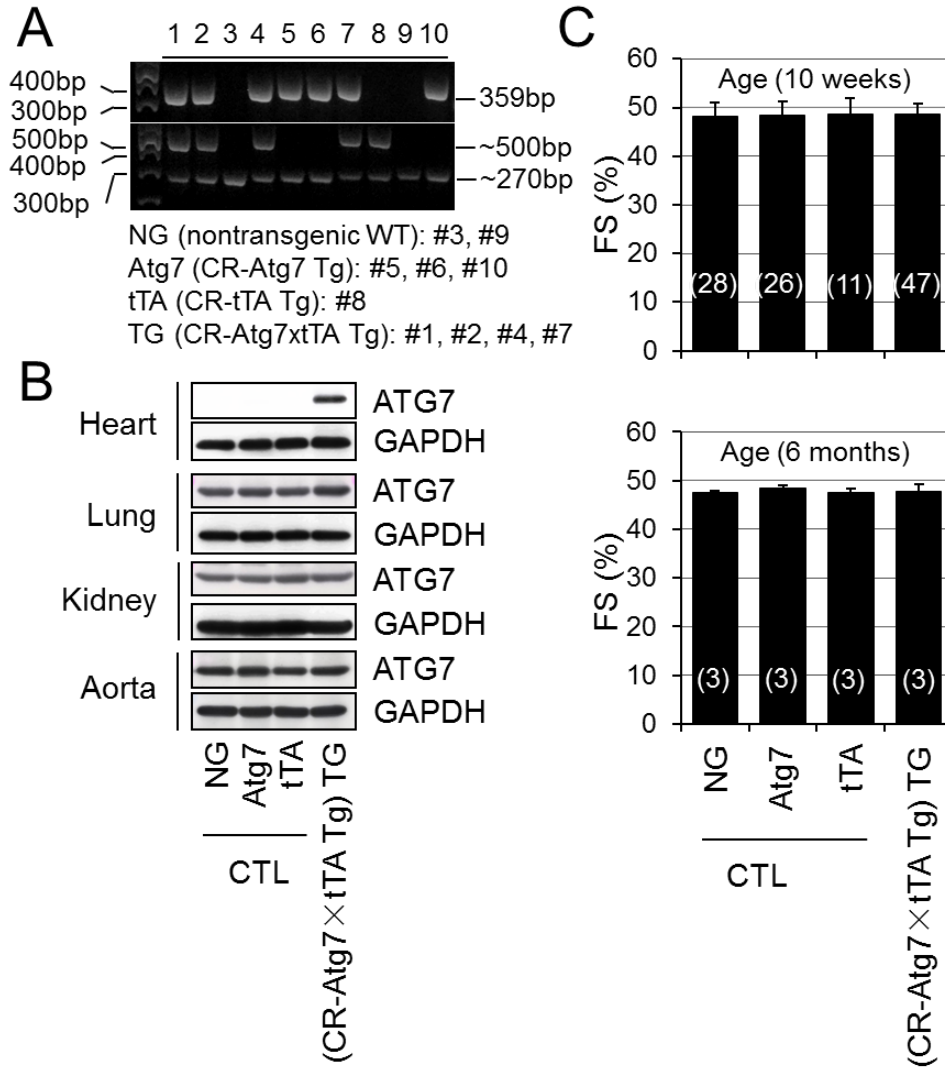 A
1 2 3 4 5 6 7 8 9 10
400bp
300bp
359bp
500bp
400bp
300bp
~500bp
~270bp
NG (nontransgenic WT): #3, #9
Atg7 (CR-Atg7 Tg): #5, #6, #10
tTA (CR-tTA Tg): #8
TG (CR-Atg7xtTA Tg): #1, #2, #4, #7
B
Heart
ATG7
GAPDH
Lung
ATG7
GAPDH
Kidney
ATG7
GAPDH
Aorta
ATG7
GAPDH
NG
Atg7
tTA
(CR-Atg7×tTA Tg) TG
CTL
C
Age (10 weeks)
FS (%)
60
50
40
30
20
10
0
(28) (26) (11) (47)
Age (6 months)
FS (%)
60
50
40
30
20
10
0
(3) (3) (3) (3)
NG
Atg7
tTA
(CR-Atg7×tTA Tg) TG
CTL